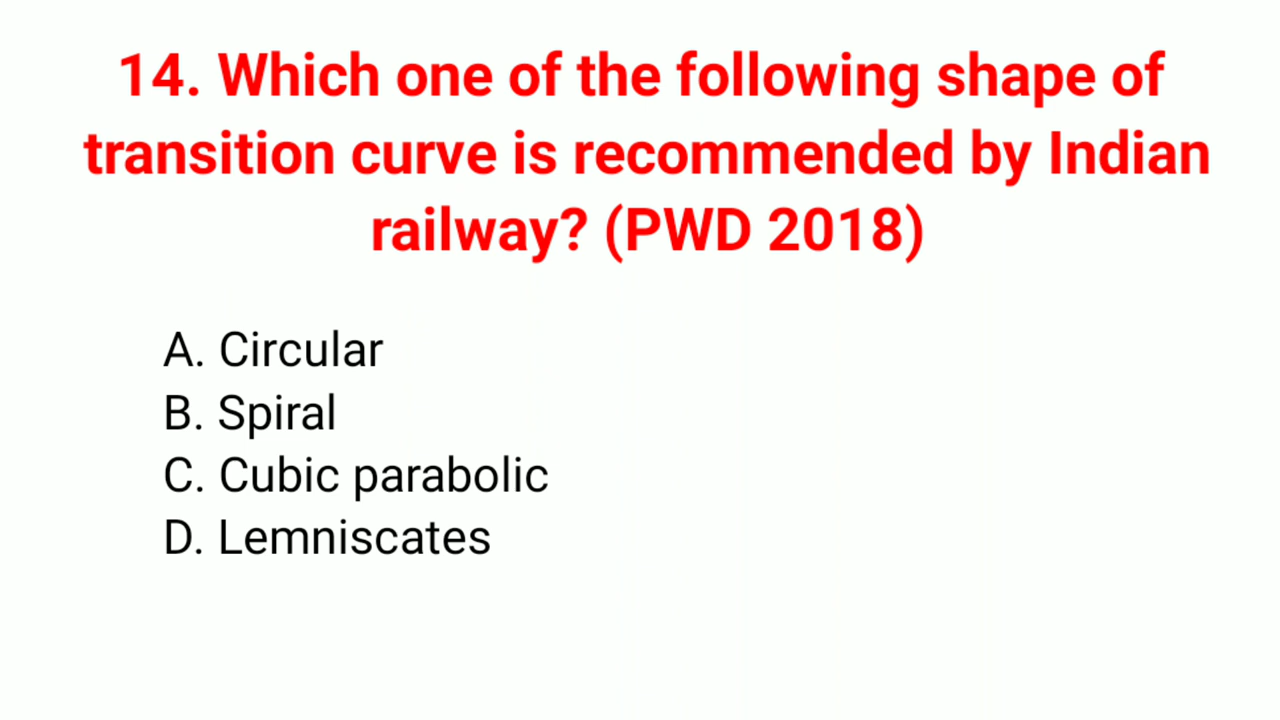 14. Which one of the following shape of
transition curve is recommended by Indian
railway? (PWD 2018)
A. Circular
B. Spiral
C. Cubic parabolic
D. Lemniscates